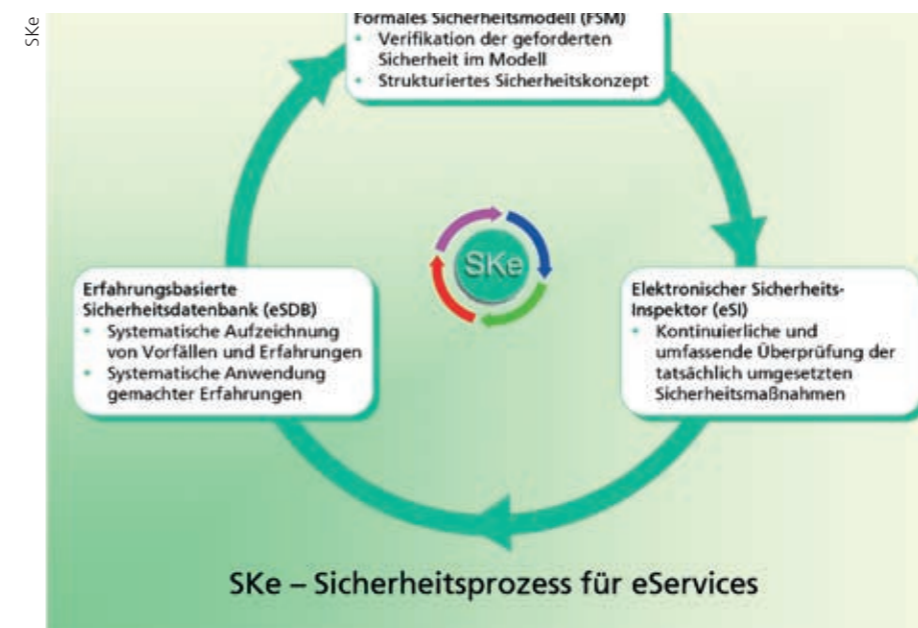 SKe
Formales Sicherheitsmodell (FSM)
• Verifikation der geforderten
Sicherheit im Modell
• Strukturiertes Sicherheitskonzept
SKe
Erfahrungsbasierte
Sicherheitsdatenbank (eSDB)
• Systematische Aufzeichnung
von Vorfällen und Erfahrungen
• Systematische Anwendung
gemachter Erfahrungen
Elektronischer Sicherheits-
Inspektor (eSI)
• Kontinuierliche und
umfassende Überprüfung der
tatsächlich umgesetzten
Sicherheitsmaßnahmen
SKe – Sicherheitsprozess für eServices